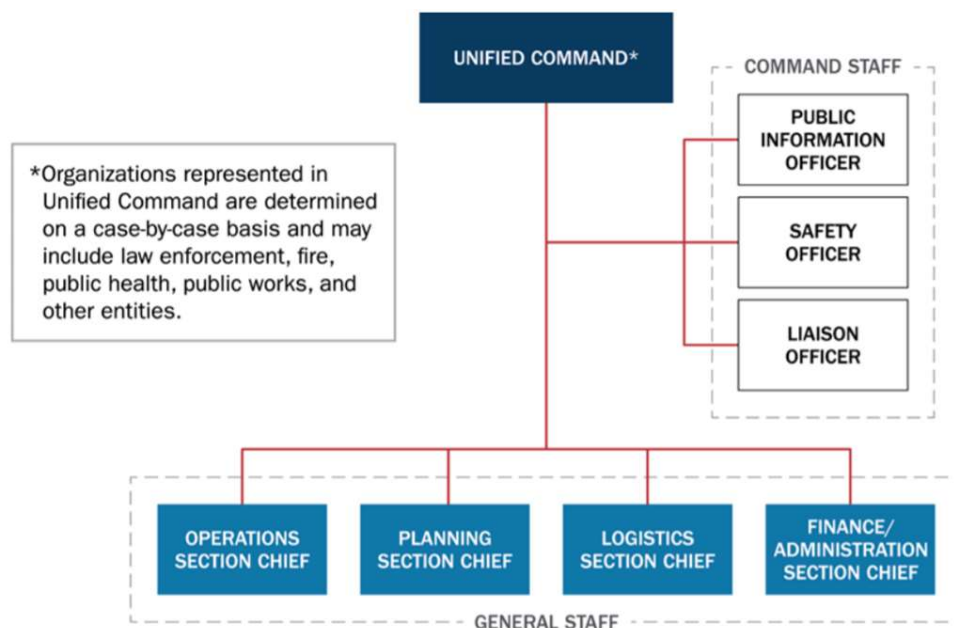 UNIFIED COMMAND*
COMMAND STAFF
PUBLIC
INFORMATION
OFFICER
SAFETY
OFFICER
LIAISON
OFFICER
*Organizations represented in
Unified Command are determined
on a case-by-case basis and may
include law enforcement, fire,
public health, public works, and
other entities.
OPERATIONS
SECTION CHIEF
PLANNING
SECTION CHIEF
LOGISTICS
SECTION CHIEF
FINANCE/
ADMINISTRATION
SECTION CHIEF
GENERAL STAFF